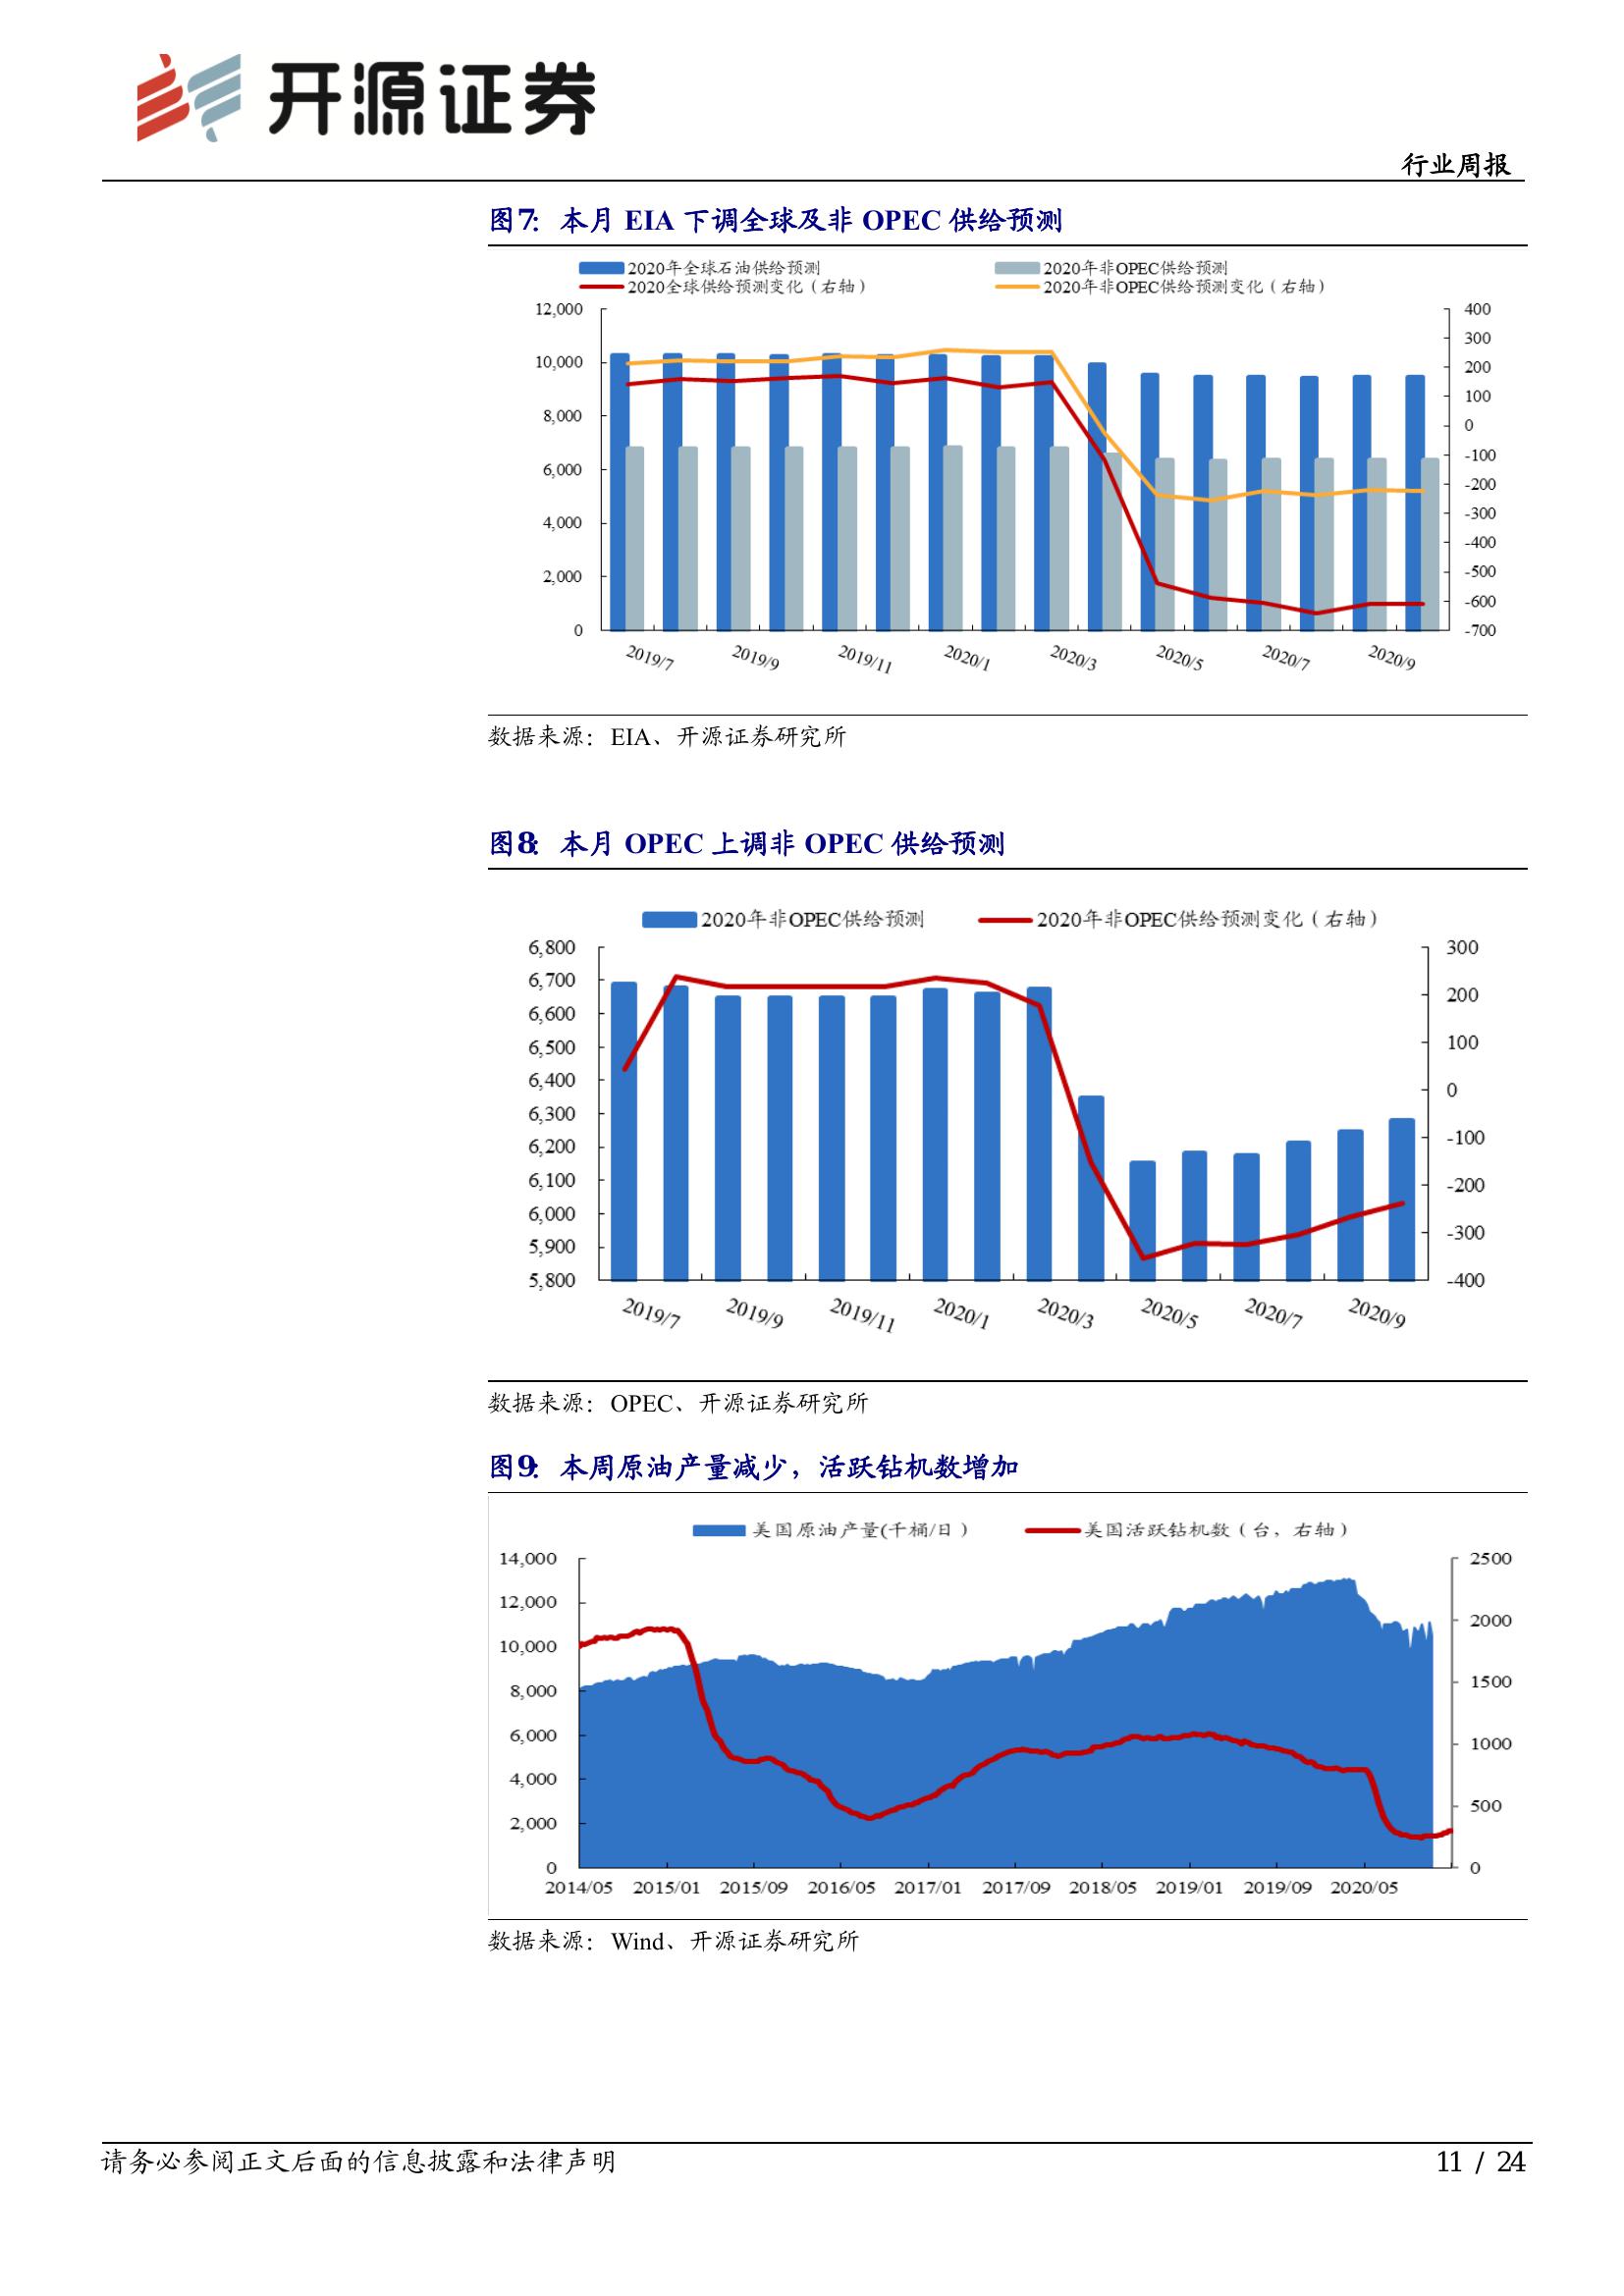 开源证券
行业周报
图7: 本月 EIA 下调全球及非 OPEC 供给预测
2020年全球石油供给预测 2020年非OPEC供给预测
2020全球供给预测变化（右轴） 2020年非OPEC供给预测变化（右轴）
12,000 400
300
10,000 200
100
8,000 0
6,000 -100
-200
4,000 -300
-400
2,000 -500
-600
0 -700
2019/7 2019/9 2019/11 2020/1 2020/3 2020/5 2020/7 2020/9
数据来源：EIA、开源证券研究所
图8: 本月 OPEC 上调非 OPEC 供给预测
2020年非OPEC供给预测 2020年非OPEC供给预测变化（右轴）
6,800 300
6,700 200
6,600
6,500 100
6,400 0
6,300
6,200 -100
6,100 -200
6,000
5,900 -300
5,800 -400
2019/7 2019/9 2019/11 2020/1 2020/3 2020/5 2020/7 2020/9
数据来源：OPEC、开源证券研究所
图9: 本周原油产量减少，活跃钻机数增加
美国原油产量(千桶/日） 美国活跃钻机数（台，右轴）
14,000 2500
12,000 2000
10,000
8,000 1500
6,000 1000
4,000
2,000 500
0 0
2014/05 2015/01 2015/09 2016/05 2017/01 2017/09 2018/05 2019/01 2019/09 2020/05
数据来源：Wind、开源证券研究所
请务必参阅正文后面的信息披露和法律声明 11 / 24